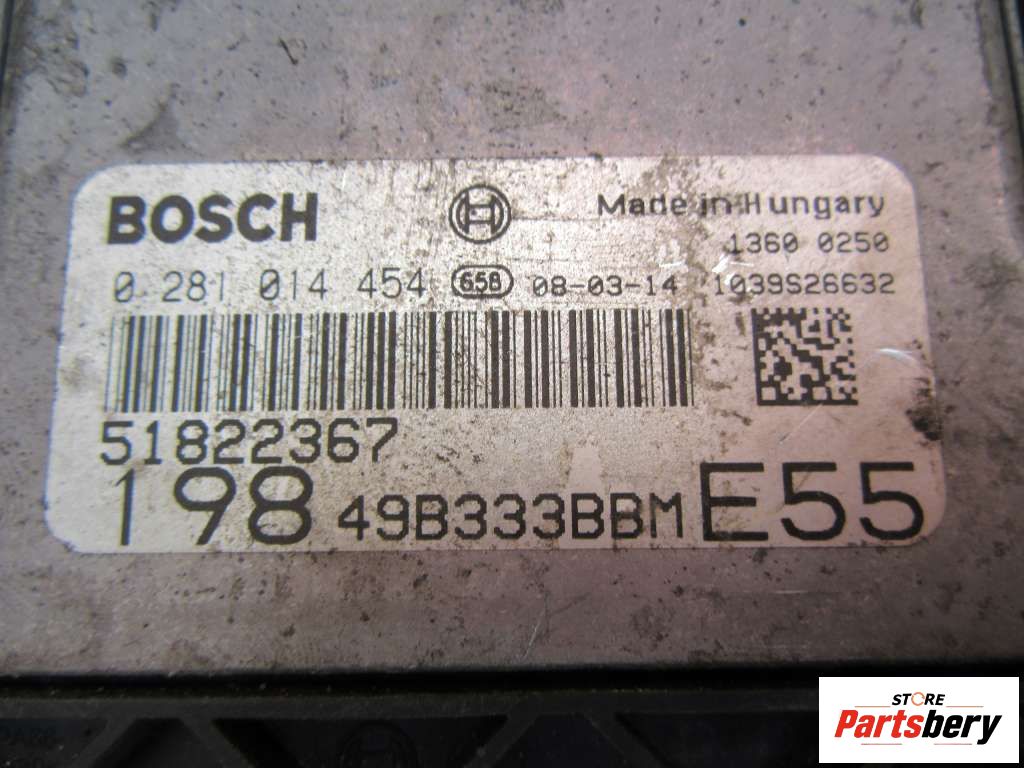 BOSCH Made in Hungary
1360 0250
0 281 014 454 658 08-03-14 1039S26632
51822367
198 49B333BBM E55
STORE
Partsbery